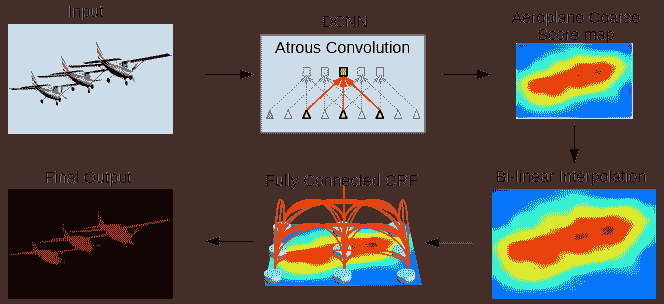 Input
DCNN
Atrous Convolution
Aeroplane Coarse
Score map
Final Output
Fully Connected CRF
Bi-linear Interpolation